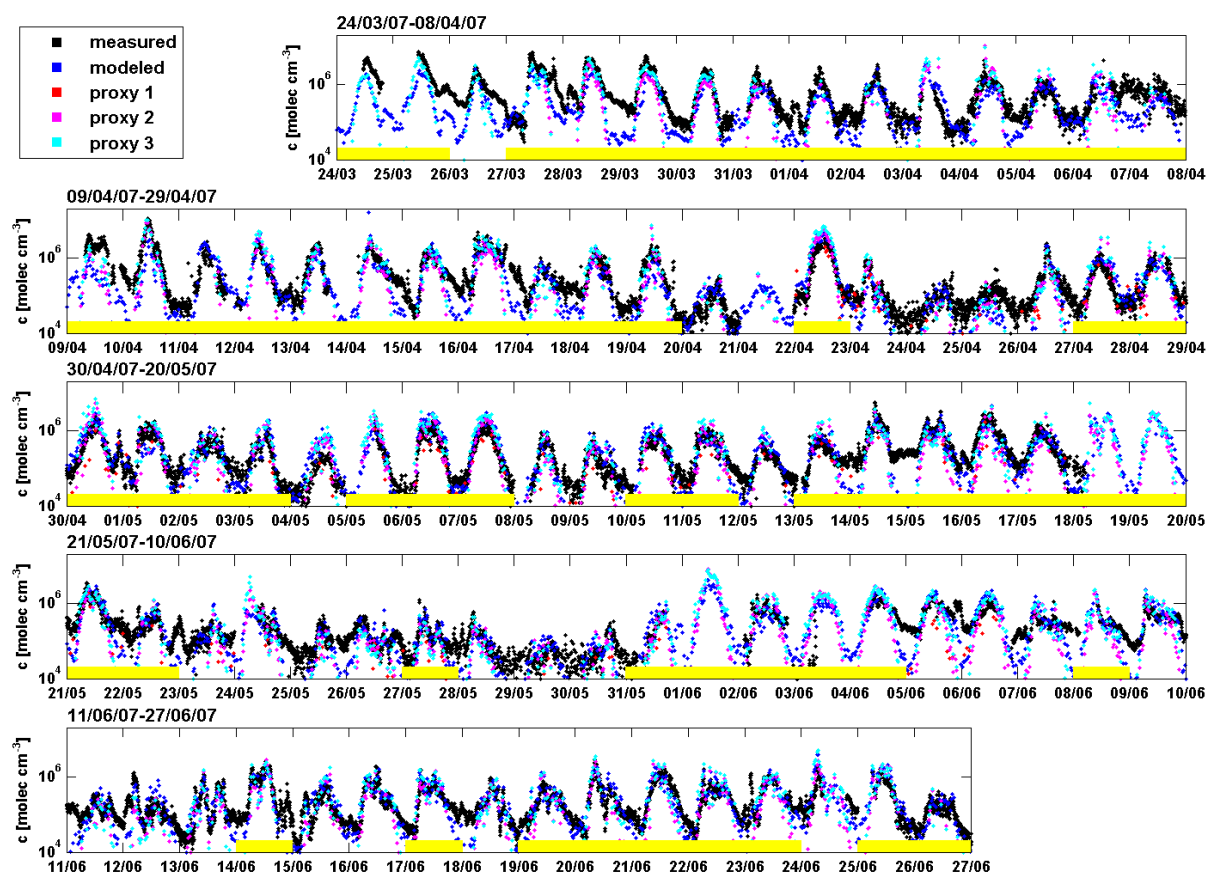 measured
modeled
proxy 1
proxy 2
proxy 3
24/03/07-08/04/07
c [molec cm⁻³]
10⁶
10⁴
24/03 25/03 26/03 27/03 28/03 29/03 30/03 31/03 01/04 02/04 03/04 04/04 05/04 06/04 07/04 08/04
09/04/07-29/04/07
c [molec cm⁻³]
10⁶
10⁴
09/04 10/04 11/04 12/04 13/04 14/04 15/04 16/04 17/04 18/04 19/04 20/04 21/04 22/04 23/04 24/04 25/04 26/04 27/04 28/04 29/04
30/04/07-20/05/07
c [molec cm⁻³]
10⁶
10⁴
30/04 01/05 02/05 03/05 04/05 05/05 06/05 07/05 08/05 09/05 10/05 11/05 12/05 13/05 14/05 15/05 16/05 17/05 18/05 19/05 20/05
21/05/07-10/06/07
c [molec cm⁻³]
10⁶
10⁴
21/05 22/05 23/05 24/05 25/05 26/05 27/05 28/05 29/05 30/05 31/05 01/06 02/06 03/06 04/06 05/06 06/06 07/06 08/06 09/06 10/06
11/06/07-27/06/07
c [molec cm⁻³]
10⁶
10⁴
11/06 12/06 13/06 14/06 15/06 16/06 17/06 18/06 19/06 20/06 21/06 22/06 23/06 24/06 25/06 26/06 27/06